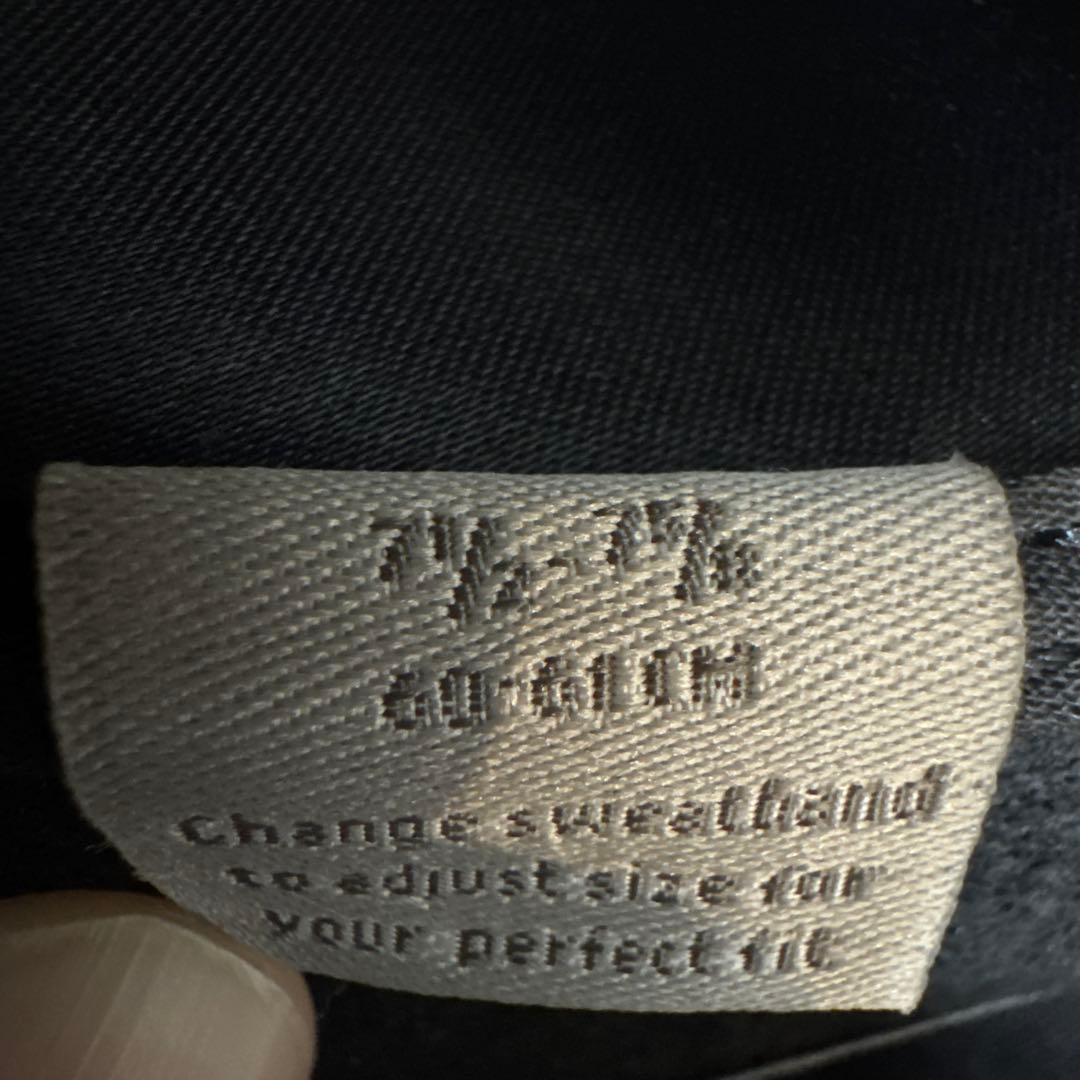 7½-7⅝
60-61CM
Change sweatband
to adjust size for
your perfect fit